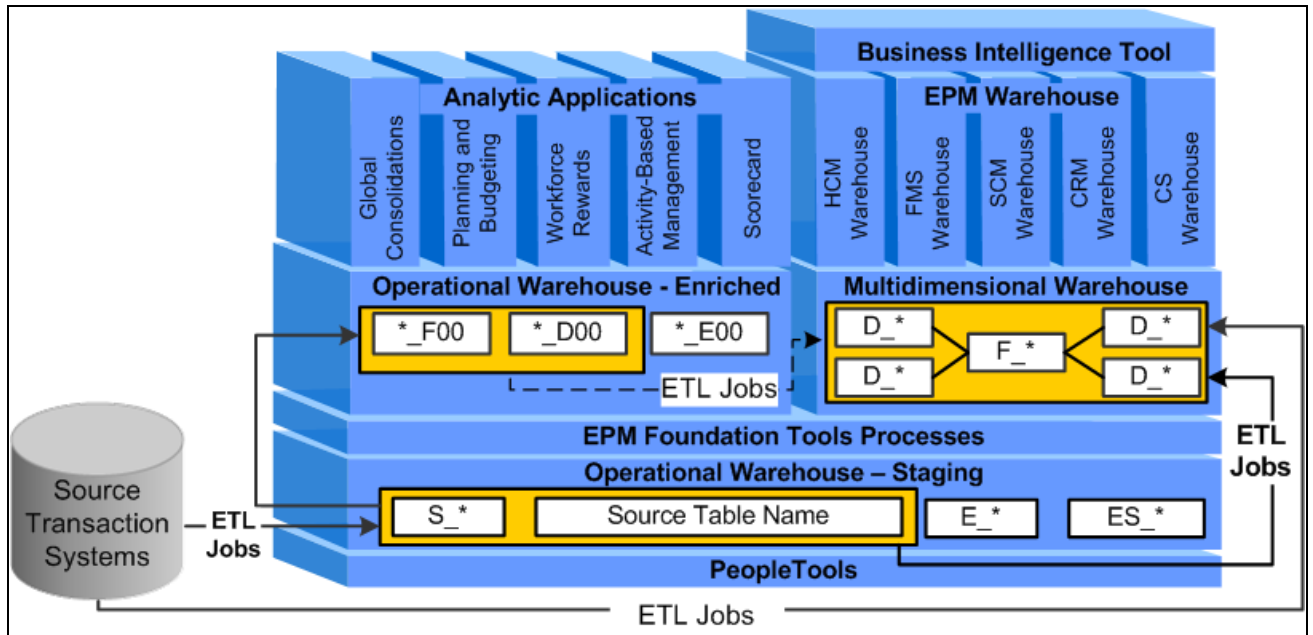 Business Intelligence Tool
Analytic Applications
EPM Warehouse
Global
Consolidations
Planning and
Budgeting
Workforce
Rewards
Activity-Based
Management
Scorecard
HCM
Warehouse
FMS
Warehouse
SCM
Warehouse
CRM
Warehouse
CS
Warehouse
Operational Warehouse - Enriched
*_F00
*_D00
*_E00
ETL Jobs
Multidimensional Warehouse
D_*
D_*
F_*
D_*
D_*
EPM Foundation Tools Processes
ETL
Jobs
Operational Warehouse – Staging
Source
Transaction
Systems
ETL
Jobs
S_*
Source Table Name
E_*
ES_*
PeopleTools
ETL Jobs